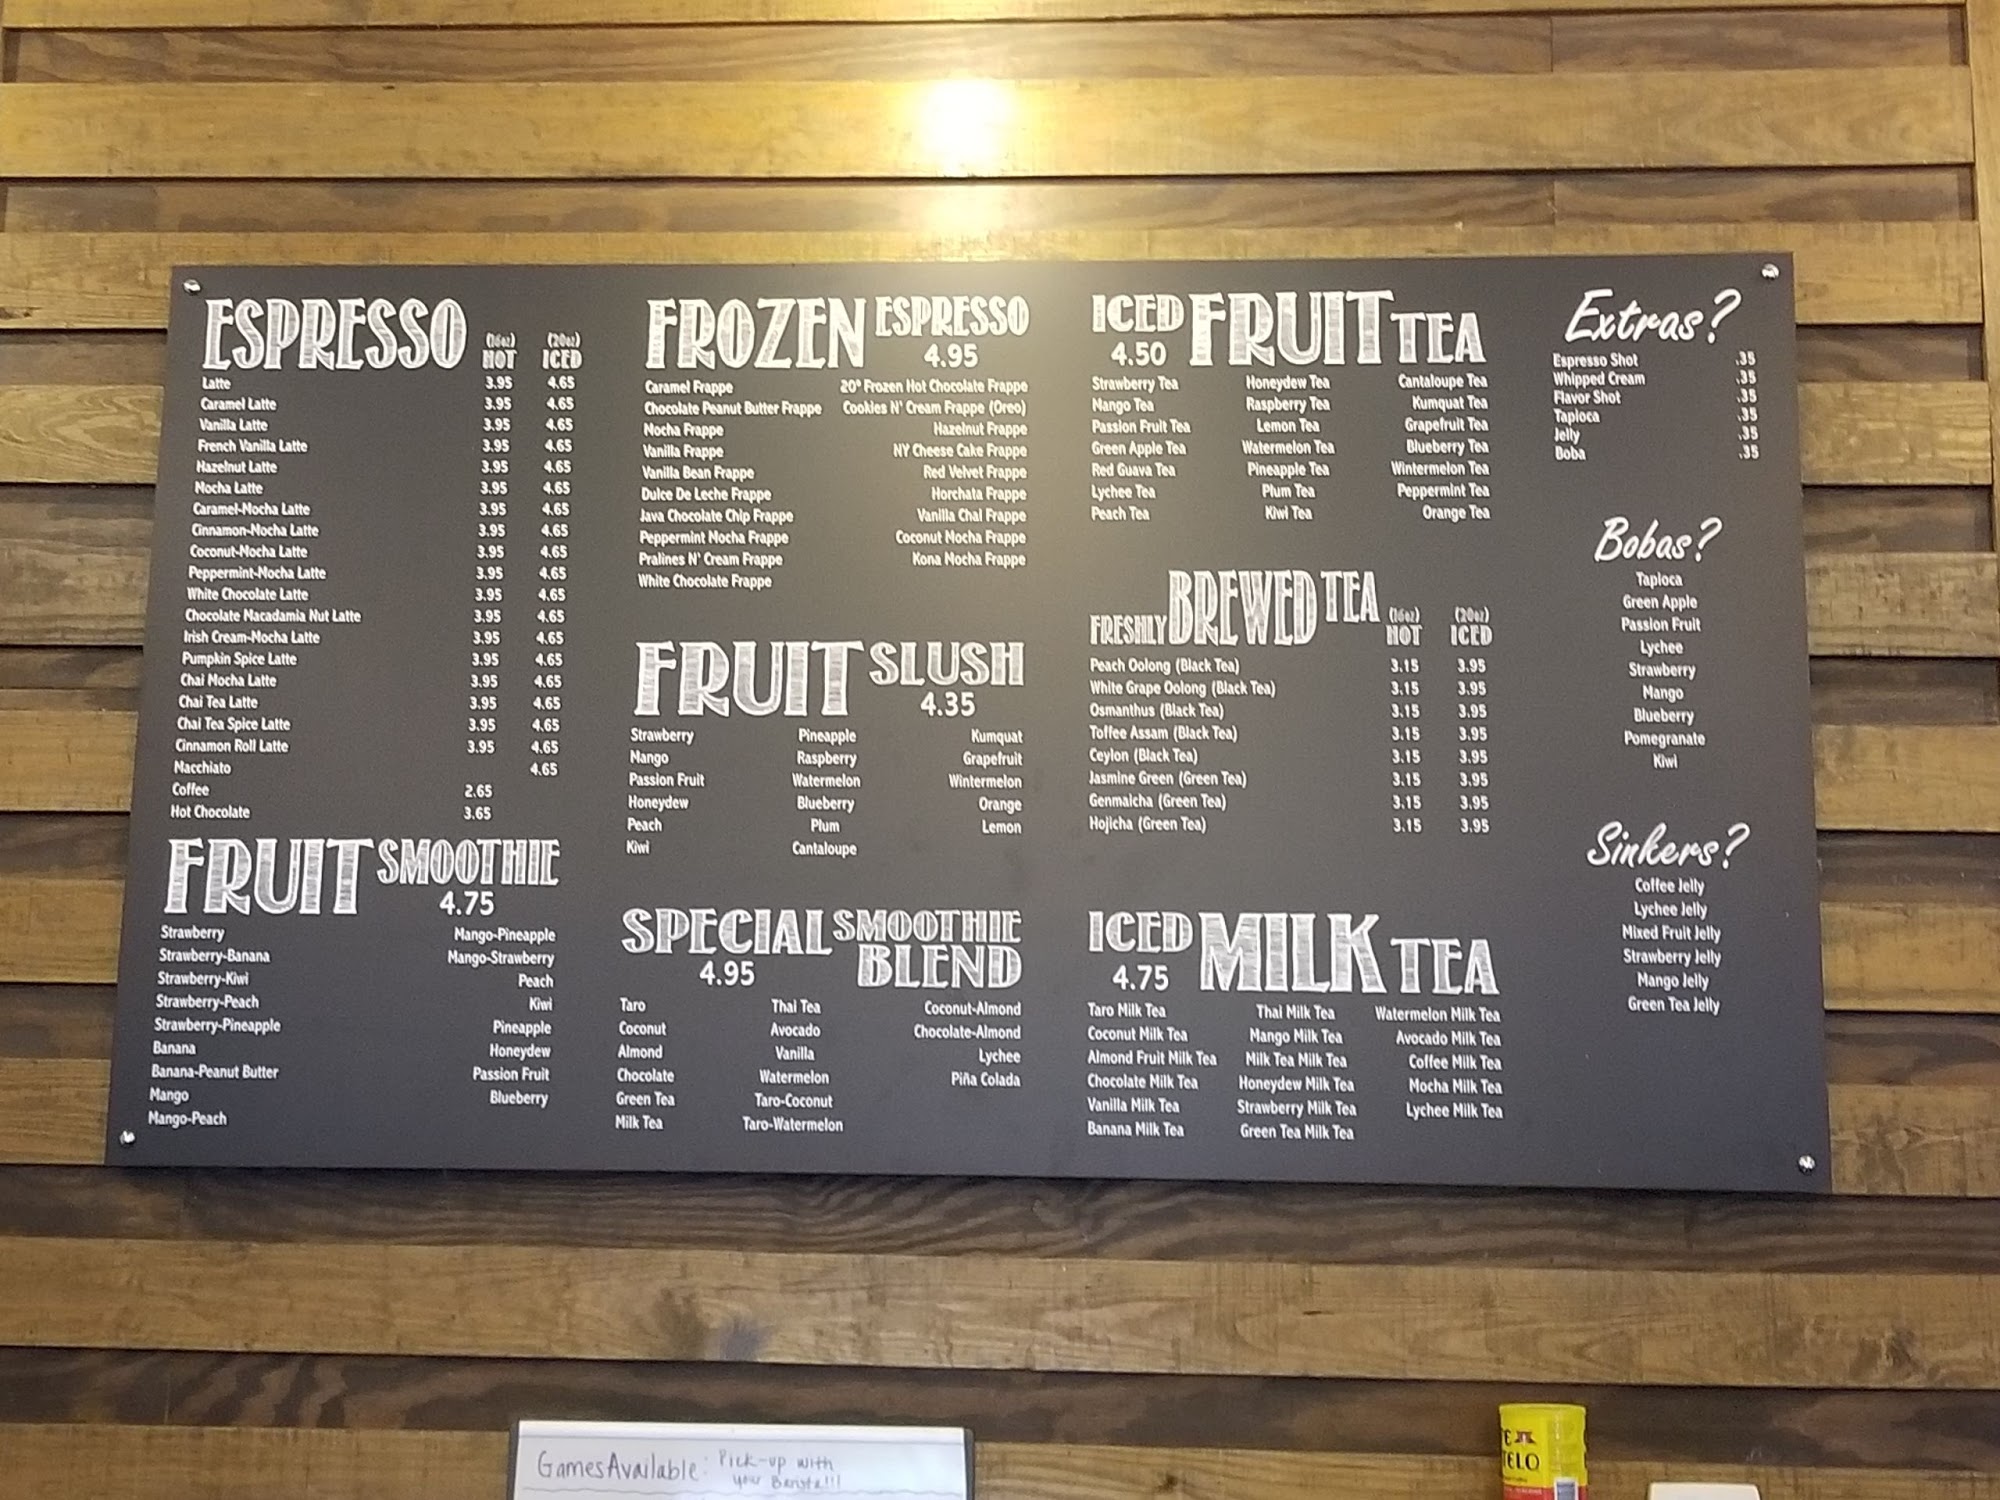 ESPRESSO (16oz) HOT (20oz) ICED
Latte 3.95 4.65
Caramel Latte 3.95 4.65
Vanilla Latte 3.95 4.65
French Vanilla Latte 3.95 4.65
Hazelnut Latte 3.95 4.65
Mocha Latte 3.95 4.65
Caramel-Mocha Latte 3.95 4.65
Cinnamon-Mocha Latte 3.95 4.65
Coconut-Mocha Latte 3.95 4.65
Peppermint-Mocha Latte 3.95 4.65
White Chocolate Latte 3.95 4.65
Chocolate Macadamia Nut Latte 3.95 4.65
Irish Cream-Mocha Latte 3.95 4.65
Pumpkin Spice Latte 3.95 4.65
Chai Mocha Latte 3.95 4.65
Chai Tea Latte 3.95 4.65
Chai Tea Spice Latte 3.95 4.65
Cinnamon Roll Latte 3.95 4.65
Macchiato 4.65
Coffee 2.65
Hot Chocolate 3.65
FRUIT SMOOTHIE
4.75
Strawberry Mango-Pineapple
Strawberry-Banana Mango-Strawberry
Strawberry-Kiwi Peach
Strawberry-Peach Kiwi
Strawberry-Pineapple Pineapple
Banana Honeydew
Banana-Peanut Butter Passion Fruit
Mango Blueberry
Mango-Peach
FROZEN ESPRESSO
4.95
Caramel Frappe 20° Frozen Hot Chocolate Frappe
Chocolate Peanut Butter Frappe Cookies N' Cream Frappe (Oreo)
Mocha Frappe Hazelnut Frappe
Vanilla Frappe NY Cheese Cake Frappe
Vanilla Bean Frappe Red Velvet Frappe
Dulce De Leche Frappe Horchata Frappe
Java Chocolate Chip Frappe Vanilla Chai Frappe
Peppermint Mocha Frappe Coconut Mocha Frappe
Pralines N' Cream Frappe Kona Mocha Frappe
White Chocolate Frappe
FRUIT SLUSH
4.35
Strawberry Pineapple Kumquat
Mango Raspberry Grapefruit
Passion Fruit Watermelon Wintermelon
Honeydew Blueberry Orange
Peach Plum Lemon
Kiwi Cantaloupe
SPECIAL SMOOTHIE BLEND
4.95
Taro Thai Tea Coconut-Almond
Coconut Avocado Chocolate-Almond
Almond Vanilla Lychee
Chocolate Watermelon Piña Colada
Green Tea Taro-Coconut
Milk Tea Taro-Watermelon
ICED FRUIT TEA
4.50
Strawberry Tea Honeydew Tea Cantaloupe Tea
Mango Tea Raspberry Tea Kumquat Tea
Passion Fruit Tea Lemon Tea Grapefruit Tea
Green Apple Tea Watermelon Tea Blueberry Tea
Red Guava Tea Pineapple Tea Wintermelon Tea
Lychee Tea Plum Tea Peppermint Tea
Peach Tea Kiwi Tea Orange Tea
FRESHLY BREWED TEA (16oz) HOT (20oz) ICED
Peach Oolong (Black Tea) 3.15 3.95
White Grape Oolong (Black Tea) 3.15 3.95
Osmanthus (Black Tea) 3.15 3.95
Toffee Assam (Black Tea) 3.15 3.95
Ceylon (Black Tea) 3.15 3.95
Jasmine Green (Green Tea) 3.15 3.95
Genmaicha (Green Tea) 3.15 3.95
Hojicha (Green Tea) 3.15 3.95
ICED MILK TEA
4.75
Taro Milk Tea Thai Milk Tea Watermelon Milk Tea
Coconut Milk Tea Mango Milk Tea Avocado Milk Tea
Almond Fruit Milk Tea Milk Tea Milk Tea Coffee Milk Tea
Chocolate Milk Tea Honeydew Milk Tea Mocha Milk Tea
Vanilla Milk Tea Strawberry Milk Tea Lychee Milk Tea
Banana Milk Tea Green Tea Milk Tea
Extras?
Espresso Shot .35
Whipped Cream .35
Flavor Shot .35
Tapioca .35
Jelly .35
Boba .35
Bobas?
Tapioca
Green Apple
Passion Fruit
Lychee
Strawberry
Mango
Blueberry
Pomegranate
Kiwi
Sinkers?
Coffee Jelly
Lychee Jelly
Mixed Fruit Jelly
Strawberry Jelly
Mango Jelly
Green Tea Jelly
Games Available: Pick-up with
your Barista!!!